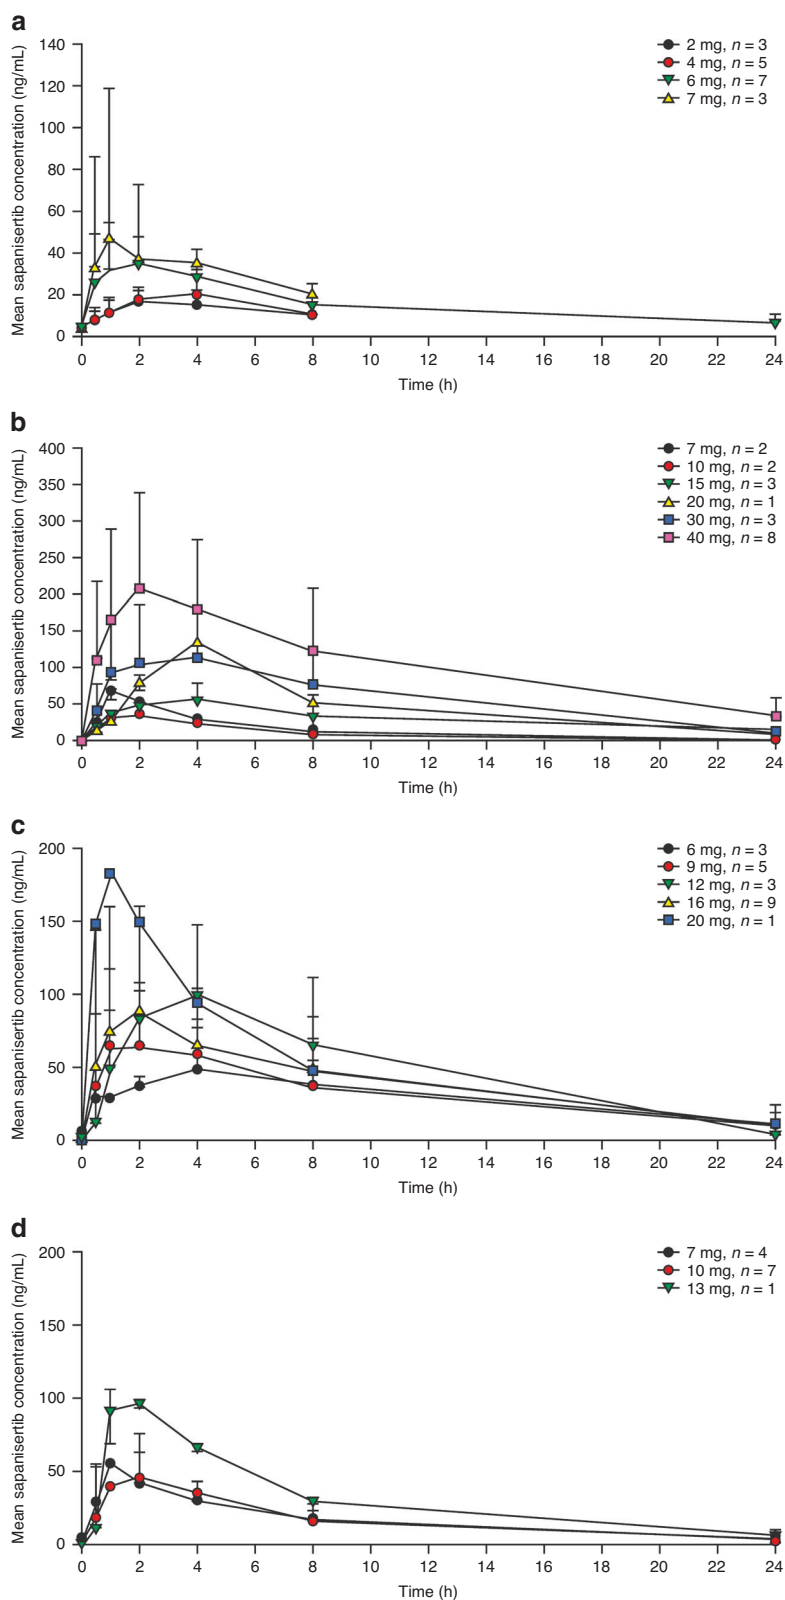 a
Mean sapanisertib concentration (ng/mL)
140
120
100
80
60
40
20
0
2 mg, n = 3
4 mg, n = 5
6 mg, n = 7
7 mg, n = 3
0 2 4 6 8 10 12 14 16 18 20 22 24
Time (h)
b
Mean sapanisertib concentration (ng/mL)
400
350
300
250
200
150
100
50
0
7 mg, n = 2
10 mg, n = 2
15 mg, n = 3
20 mg, n = 1
30 mg, n = 3
40 mg, n = 8
0 2 4 6 8 10 12 14 16 18 20 22 24
Time (h)
c
Mean sapanisertib concentration (ng/mL)
200
150
100
50
0
6 mg, n = 3
9 mg, n = 5
12 mg, n = 3
16 mg, n = 9
20 mg, n = 1
0 2 4 6 8 10 12 14 16 18 20 22 24
Time (h)
d
Mean sapanisertib concentration (ng/mL)
200
150
100
50
0
7 mg, n = 4
10 mg, n = 7
13 mg, n = 1
0 2 4 6 8 10 12 14 16 18 20 22 24
Time (h)